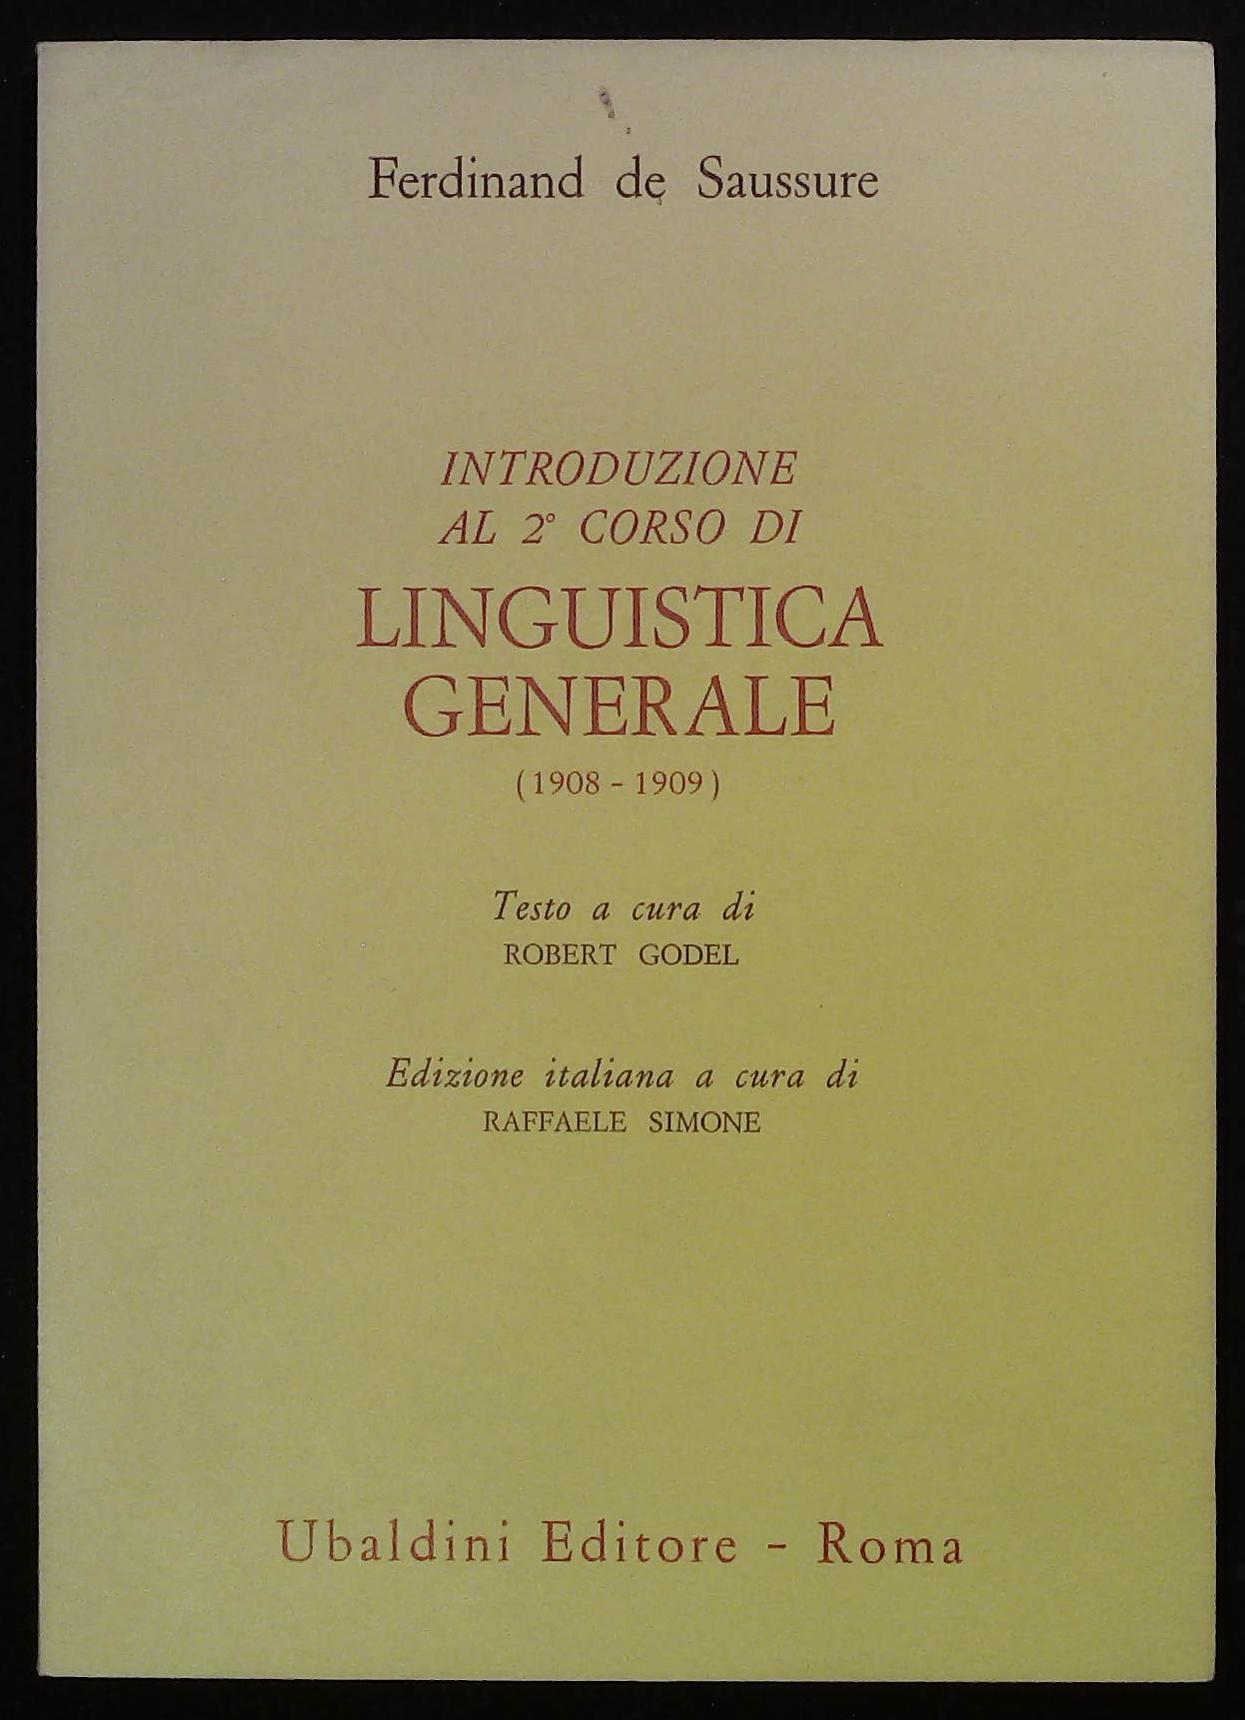 Ferdinand de Saussure
INTRODUZIONE
AL 2° CORSO DI
LINGUISTICA
GENERALE
(1908 - 1909)
Testo a cura di
ROBERT GODEL
Edizione italiana a cura di
RAFFAELE SIMONE
Ubaldini Editore - Roma